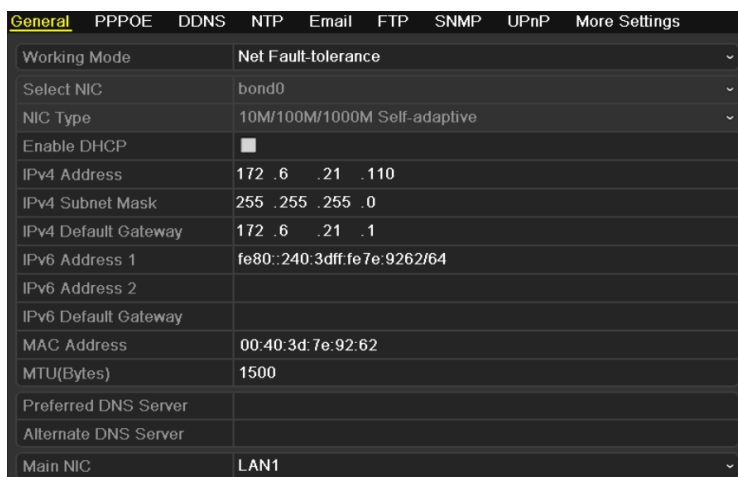 General PPPOE DDNS NTP Email FTP SNMP UPnP More Settings
Working Mode Net Fault-tolerance
Select NIC bond0
NIC Type 10M/100M/1000M Self-adaptive
Enable DHCP
IPv4 Address 172 .6 .21 .110
IPv4 Subnet Mask 255 .255 .255 .0
IPv4 Default Gateway 172 .6 .21 .1
IPv6 Address 1 fe80::240:3dff:fe7e:9262/64
IPv6 Address 2
IPv6 Default Gateway
MAC Address 00:40:3d:7e:92:62
MTU(Bytes) 1500
Preferred DNS Server
Alternate DNS Server
Main NIC LAN1